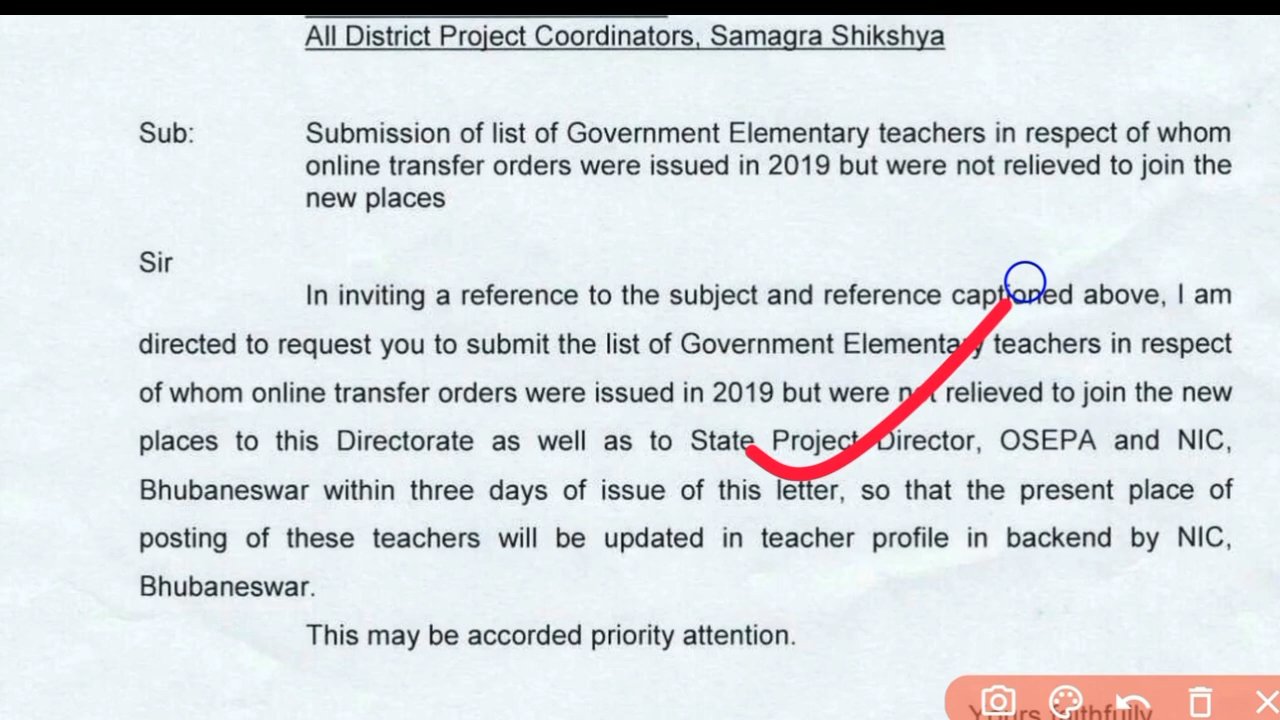 All District Project Coordinators, Samagra Shikshya
Sub: Submission of list of Government Elementary teachers in respect of whom
online transfer orders were issued in 2019 but were not relieved to join the
new places
Sir
In inviting a reference to the subject and reference captioned above, I am
directed to request you to submit the list of Government Elementary teachers in respect
of whom online transfer orders were issued in 2019 but were not relieved to join the new
places to this Directorate as well as to State Project Director, OSEPA and NIC,
Bhubaneswar within three days of issue of this letter, so that the present place of
posting of these teachers will be updated in teacher profile in backend by NIC,
Bhubaneswar.
This may be accorded priority attention.
Yours faithfully